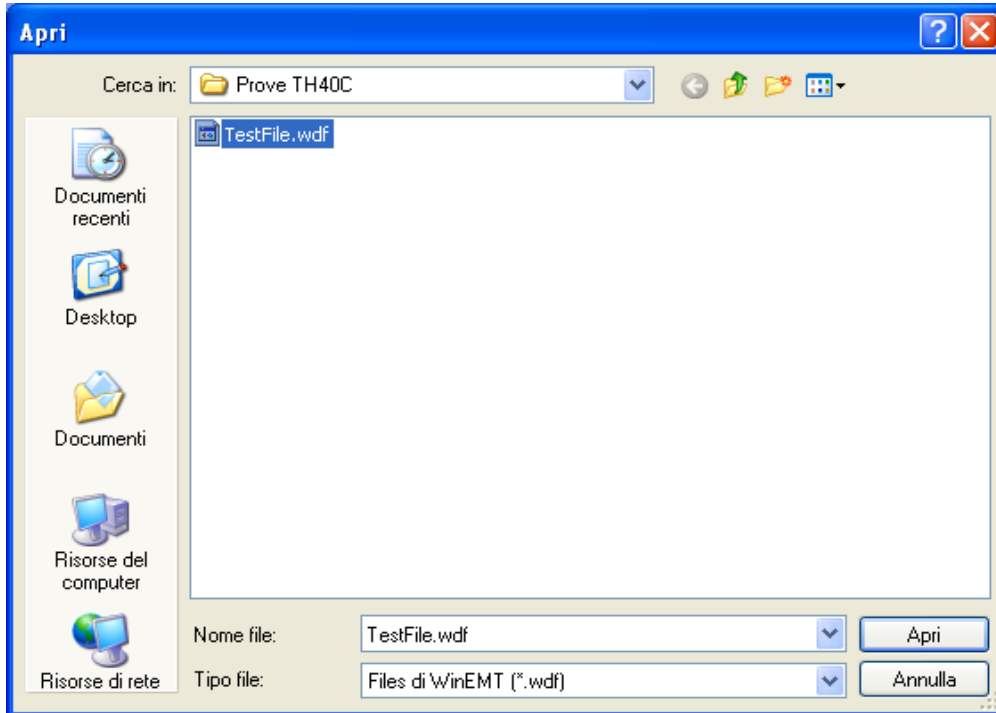 Apri
Cerca in: Prove TH40C
TestFile.wdf
Documenti
recenti
Desktop
Documenti
Risorse del
computer
Risorse di rete
Nome file: TestFile.wdf Apri
Tipo file: Files di WinEMT (*.wdf) Annulla